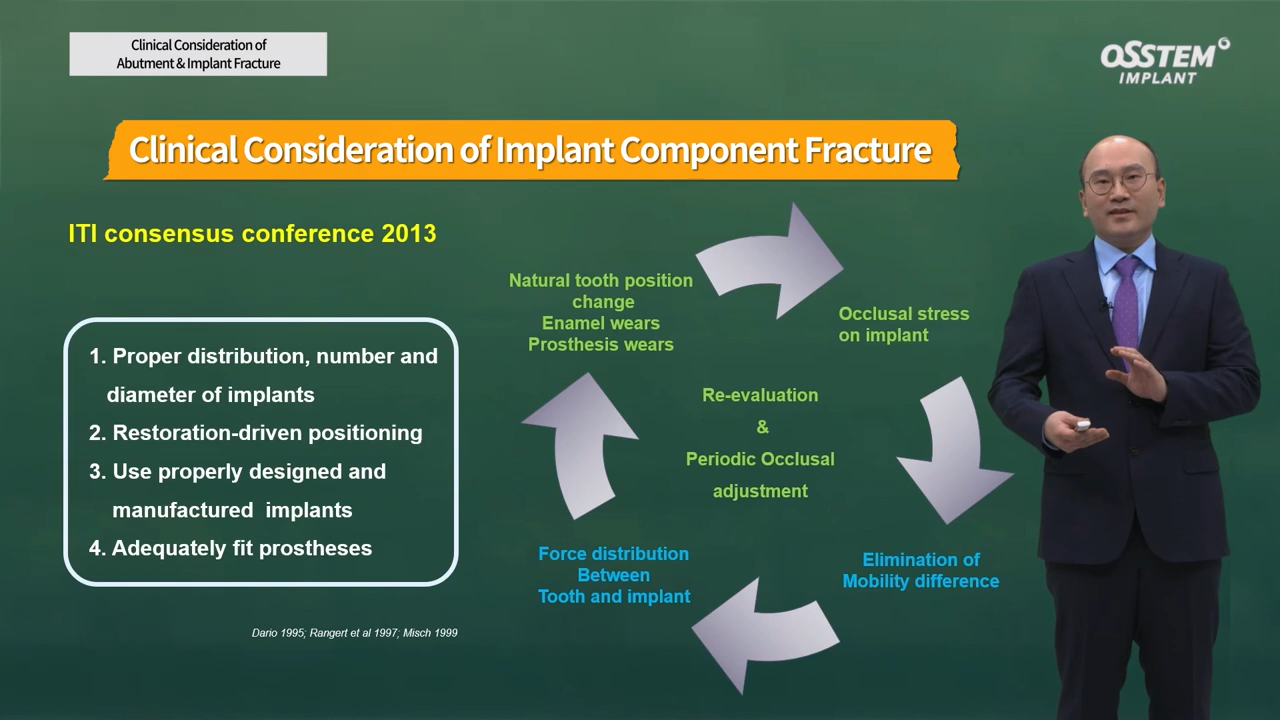 Clinical Consideration of
Abutment & Implant Fracture
OSSTEM
IMPLANT
Clinical Consideration of Implant Component Fracture
ITI consensus conference 2013
1. Proper distribution, number and
diameter of implants
2. Restoration-driven positioning
3. Use properly designed and
manufactured implants
4. Adequately fit prostheses
Dario 1995; Rangert et al 1997; Misch 1999
Natural tooth position
change
Enamel wears
Prosthesis wears
Occlusal stress
on implant
Re-evaluation
&
Periodic Occlusal
adjustment
Elimination of
Mobility difference
Force distribution
Between
Tooth and implant